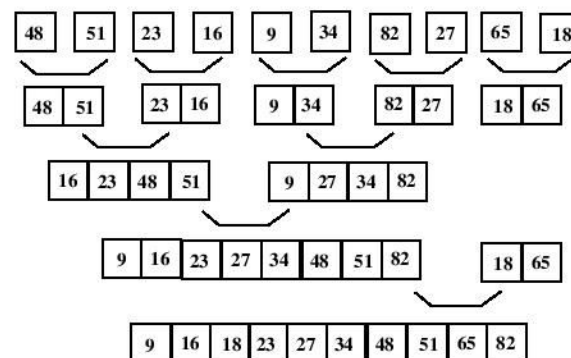 48 51 23 16 9 34 82 27 65 18
48 51 23 16 9 34 82 27 18 65
16 23 48 51 9 27 34 82
9 16 23 27 34 48 51 82 18 65
9 16 18 23 27 34 48 51 65 82